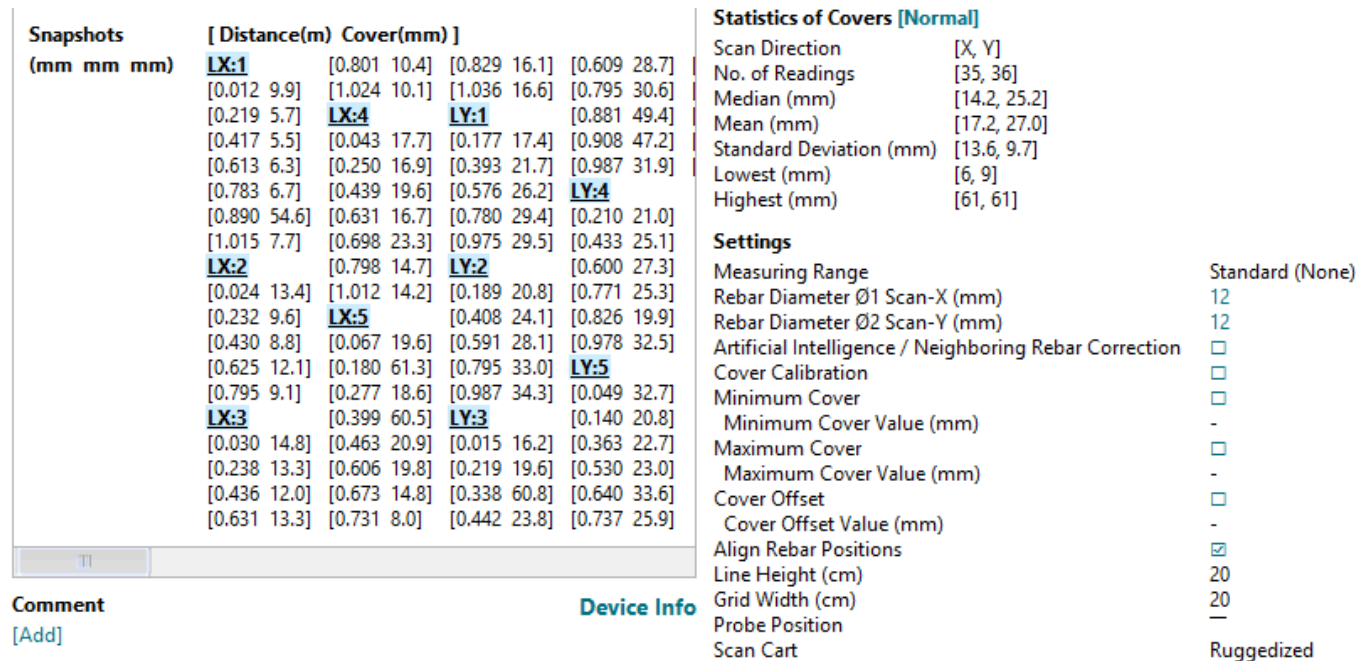 Snapshots [ Distance(m) Cover(mm) ]
(mm mm mm) LX:1 [0.801 10.4] [0.829 16.1] [0.609 28.7] [
[0.012 9.9] [1.024 10.1] [1.036 16.6] [0.795 30.6] [
[0.219 5.7] LX:4 LY:1 [0.881 49.4] [
[0.417 5.5] [0.043 17.7] [0.177 17.4] [0.908 47.2] [
[0.613 6.3] [0.250 16.9] [0.393 21.7] [0.987 31.9] [
[0.783 6.7] [0.439 19.6] [0.576 26.2] LY:4
[0.890 54.6] [0.631 16.7] [0.780 29.4] [0.210 21.0]
[1.015 7.7] [0.698 23.3] [0.975 29.5] [0.433 25.1]
LX:2 [0.798 14.7] LY:2 [0.600 27.3]
[0.024 13.4] [1.012 14.2] [0.189 20.8] [0.771 25.3]
[0.232 9.6] LX:5 [0.408 24.1] [0.826 19.9]
[0.430 8.8] [0.067 19.6] [0.591 28.1] [0.978 32.5]
[0.625 12.1] [0.180 61.3] [0.795 33.0] LY:5
[0.795 9.1] [0.277 18.6] [0.987 34.3] [0.049 32.7]
LX:3 [0.399 60.5] LY:3 [0.140 20.8]
[0.030 14.8] [0.463 20.9] [0.015 16.2] [0.363 22.7]
[0.238 13.3] [0.606 19.8] [0.219 19.6] [0.530 23.0]
[0.436 12.0] [0.673 14.8] [0.338 60.8] [0.640 33.6]
[0.631 13.3] [0.731 8.0] [0.442 23.8] [0.737 25.9]
Comment Device Info
[Add]
Statistics of Covers [Normal]
Scan Direction [X, Y]
No. of Readings [35, 36]
Median (mm) [14.2, 25.2]
Mean (mm) [17.2, 27.0]
Standard Deviation (mm) [13.6, 9.7]
Lowest (mm) [6, 9]
Highest (mm) [61, 61]
Settings
Measuring Range Standard (None)
Rebar Diameter Ø1 Scan-X (mm) 12
Rebar Diameter Ø2 Scan-Y (mm) 12
Artificial Intelligence / Neighboring Rebar Correction ☐
Cover Calibration ☐
Minimum Cover ☐
Minimum Cover Value (mm) -
Maximum Cover ☐
Maximum Cover Value (mm) -
Cover Offset ☐
Cover Offset Value (mm) -
Align Rebar Positions ☑
Line Height (cm) 20
Grid Width (cm) 20
Probe Position —
Scan Cart Ruggedized